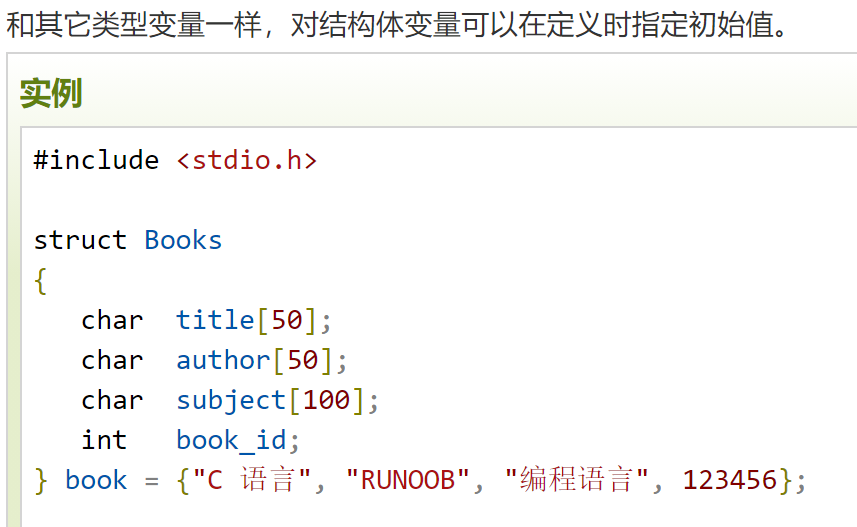 和其它类型变量一样，对结构体变量可以在定义时指定初始值。
实例
#include <stdio.h>
struct Books
{
   char  title[50];
   char  author[50];
   char  subject[100];
   int   book_id;
} book = {"C 语言", "RUNOOB", "编程语言", 123456};